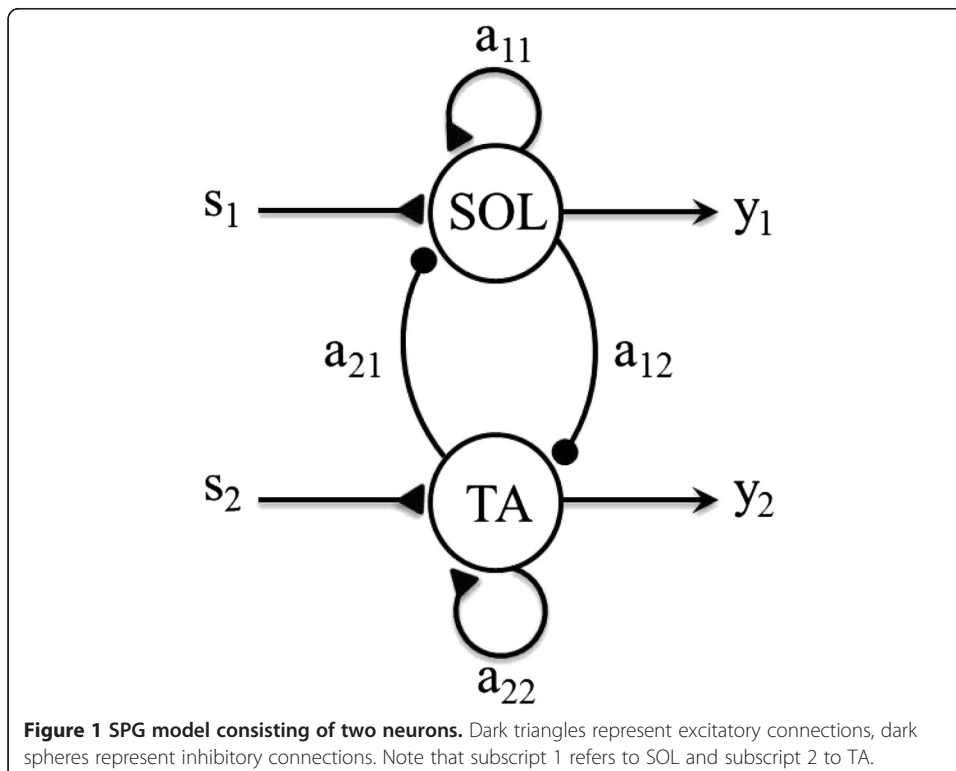 a11
s1 SOL y1
a21 a12
s2 TA y2
a22
Figure 1 SPG model consisting of two neurons. Dark triangles represent excitatory connections, dark
spheres represent inhibitory connections. Note that subscript 1 refers to SOL and subscript 2 to TA.